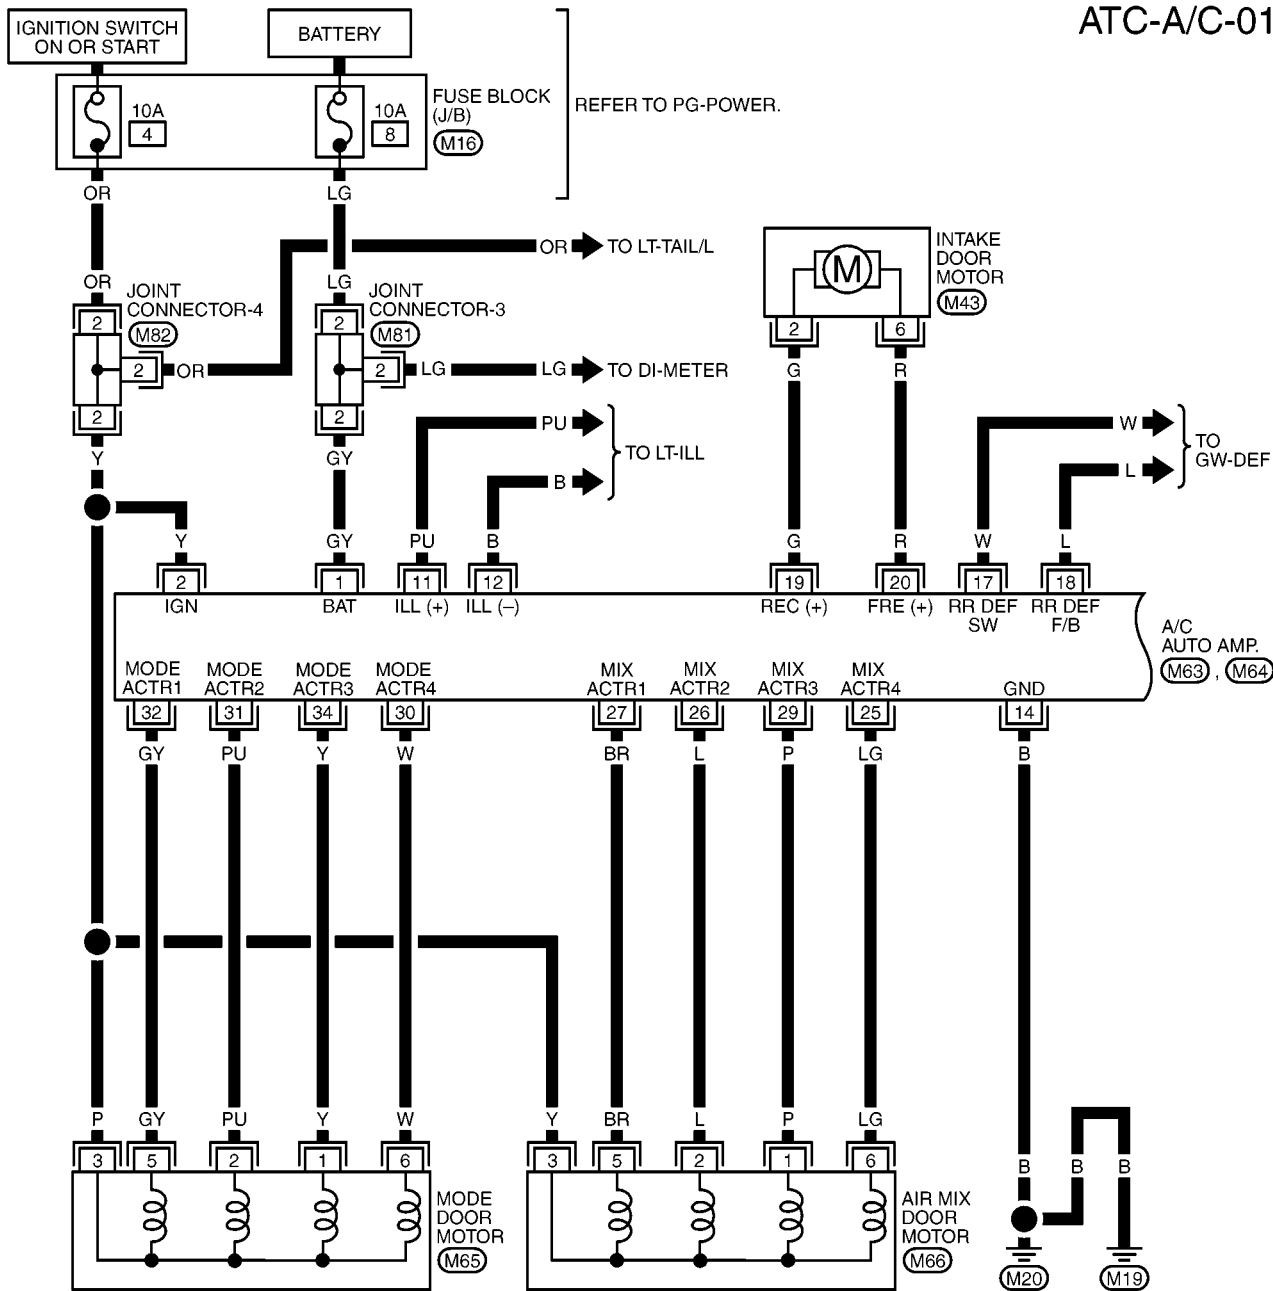 ATC-A/C-01
IGNITION SWITCH
ON OR START
BATTERY
10A
4
10A
8
FUSE BLOCK
(J/B)
M16
REFER TO PG-POWER.
OR
LG
OR
TO LT-TAIL/L
OR
LG
JOINT
CONNECTOR-4
M82
JOINT
CONNECTOR-3
M81
INTAKE
DOOR
MOTOR
M43
M
2
2
2
6
2
OR
2
LG
LG
TO DI-METER
G
R
2
2
PU
B
TO LT-ILL
W
L
TO
GW-DEF
Y
GY
Y
GY
PU
B
G
R
W
L
2
1
11
12
19
20
17
18
IGN
BAT
ILL (+)
ILL (–)
REC (+)
FRE (+)
RR DEF
SW
RR DEF
F/B
A/C
AUTO AMP.
M63 , M64
MODE
ACTR1
MODE
ACTR2
MODE
ACTR3
MODE
ACTR4
MIX
ACTR1
MIX
ACTR2
MIX
ACTR3
MIX
ACTR4
GND
32
31
34
30
27
26
29
25
14
GY
PU
Y
W
BR
L
P
LG
B
P
GY
PU
Y
W
Y
BR
L
P
LG
3
5
2
1
6
3
5
2
1
6
B
B
B
MODE
DOOR
MOTOR
M65
AIR MIX
DOOR
MOTOR
M66
M20
M19